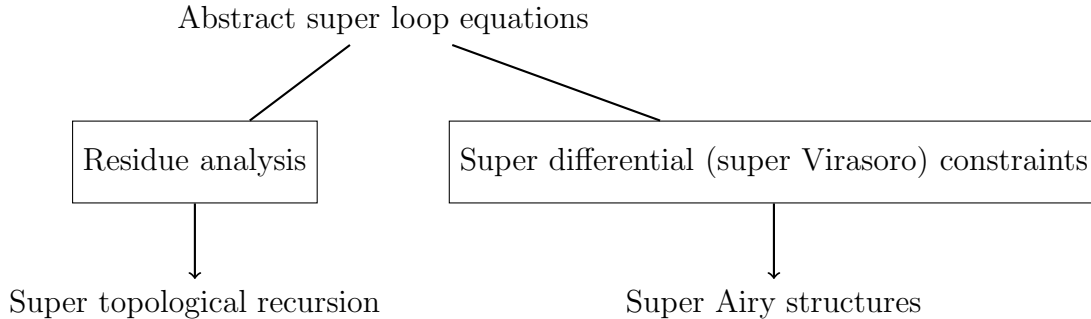 Abstract super loop equations
Residue analysis
Super differential (super Virasoro) constraints
Super topological recursion
Super Airy structures